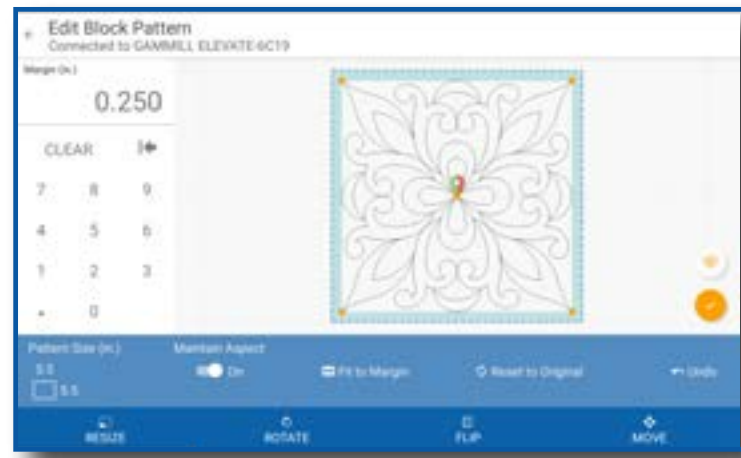 Edit Block Pattern
Connected to GAMMILL ELEVATE-6C19
Margin (in.)
0.250
CLEAR
7 8 9
4 5 6
1 2 3
. 0
Pattern Size (in.)
5.5
5.5
Maintain Aspect
On
Fit to Margin
Reset to Original
Undo
RESIZE
ROTATE
FLIP
MOVE